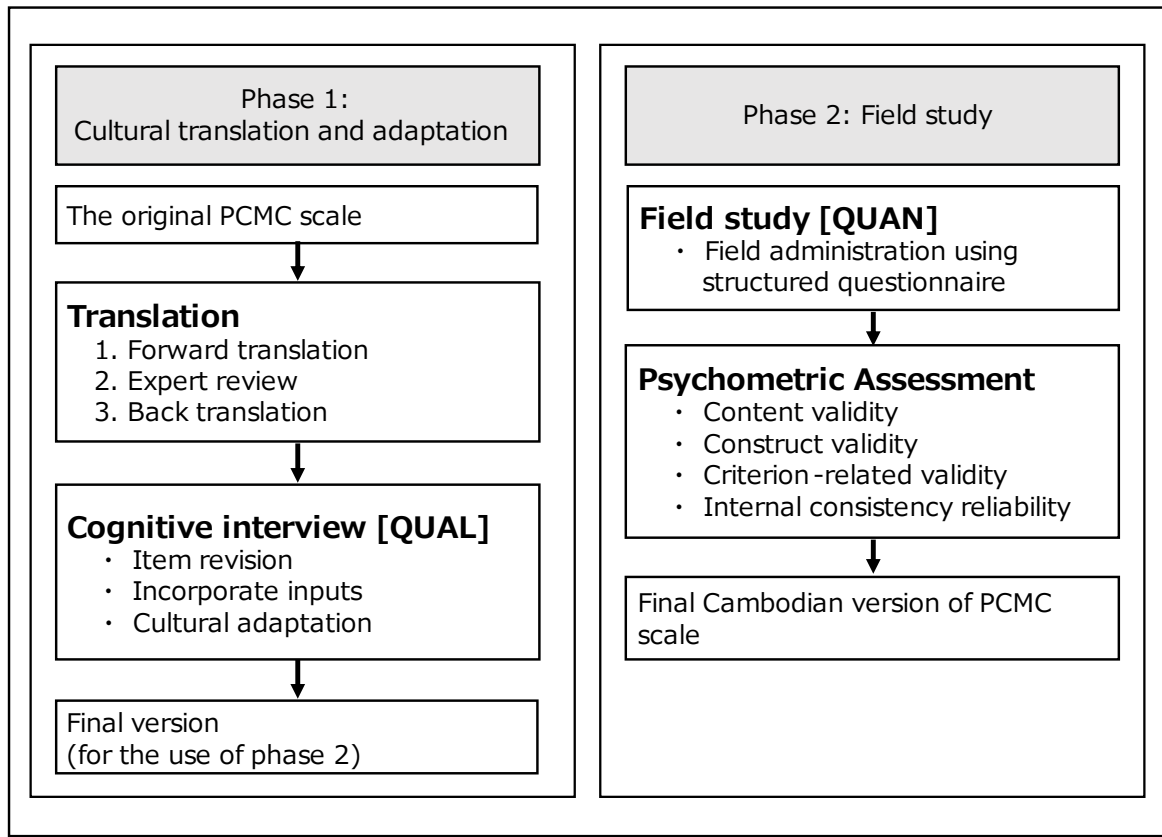 Phase 1:
Cultural translation and adaptation
The original PCMC scale
Translation
1. Forward translation
2. Expert review
3. Back translation
Cognitive interview [QUAL]
・ Item revision
・ Incorporate inputs
・ Cultural adaptation
Final version
(for the use of phase 2)
Phase 2: Field study
Field study [QUAN]
・ Field administration using
structured questionnaire
Psychometric Assessment
・ Content validity
・ Construct validity
・ Criterion-related validity
・ Internal consistency reliability
Final Cambodian version of PCMC
scale